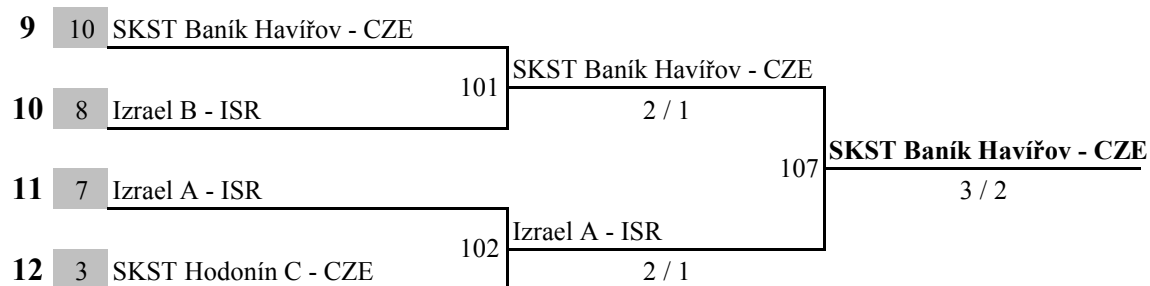 9 10 SKST Baník Havířov - CZE
101 SKST Baník Havířov - CZE
10 8 Izrael B - ISR 2 / 1
107 SKST Baník Havířov - CZE
11 7 Izrael A - ISR 3 / 2
102 Izrael A - ISR
12 3 SKST Hodonín C - CZE 2 / 1